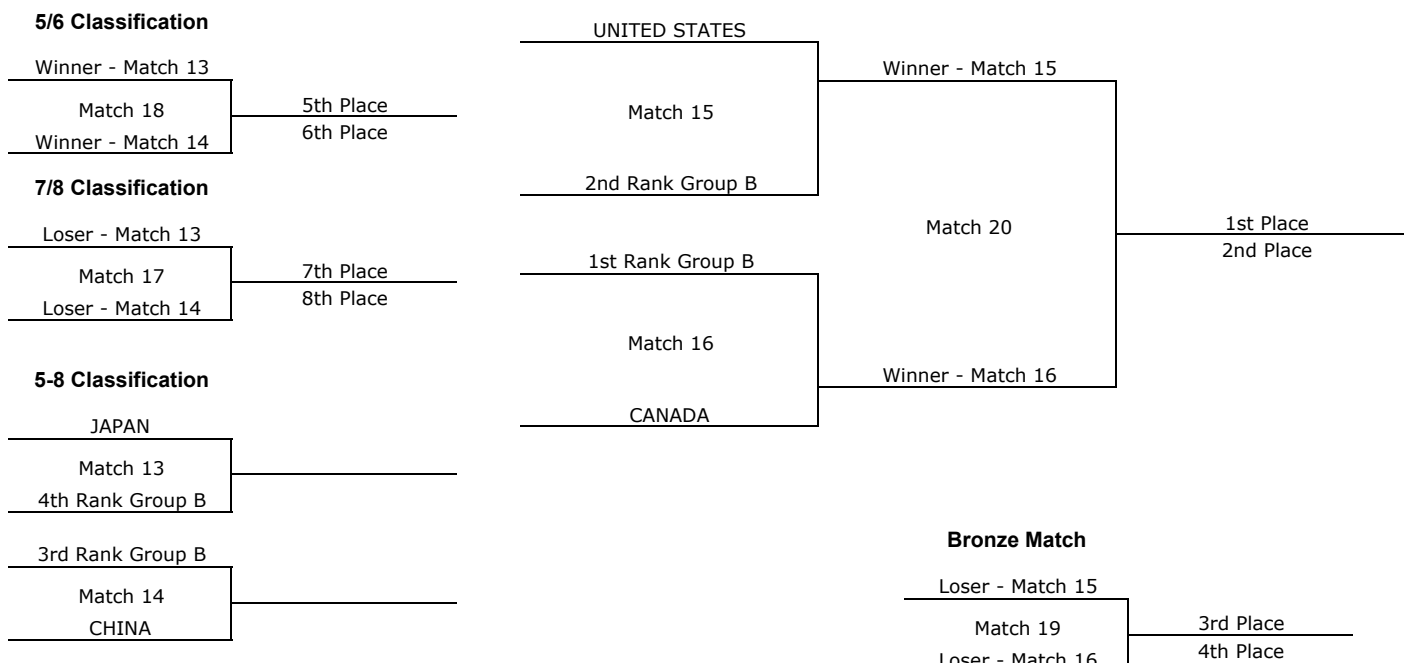 5/6 Classification
Winner - Match 13
Match 18
Winner - Match 14
5th Place
6th Place
7/8 Classification
Loser - Match 13
Match 17
Loser - Match 14
7th Place
8th Place
5-8 Classification
JAPAN
Match 13
4th Rank Group B
3rd Rank Group B
Match 14
CHINA
UNITED STATES
Match 15
2nd Rank Group B
1st Rank Group B
Match 16
CANADA
Winner - Match 15
Match 20
Winner - Match 16
1st Place
2nd Place
Bronze Match
Loser - Match 15
Match 19
Loser - Match 16
3rd Place
4th Place